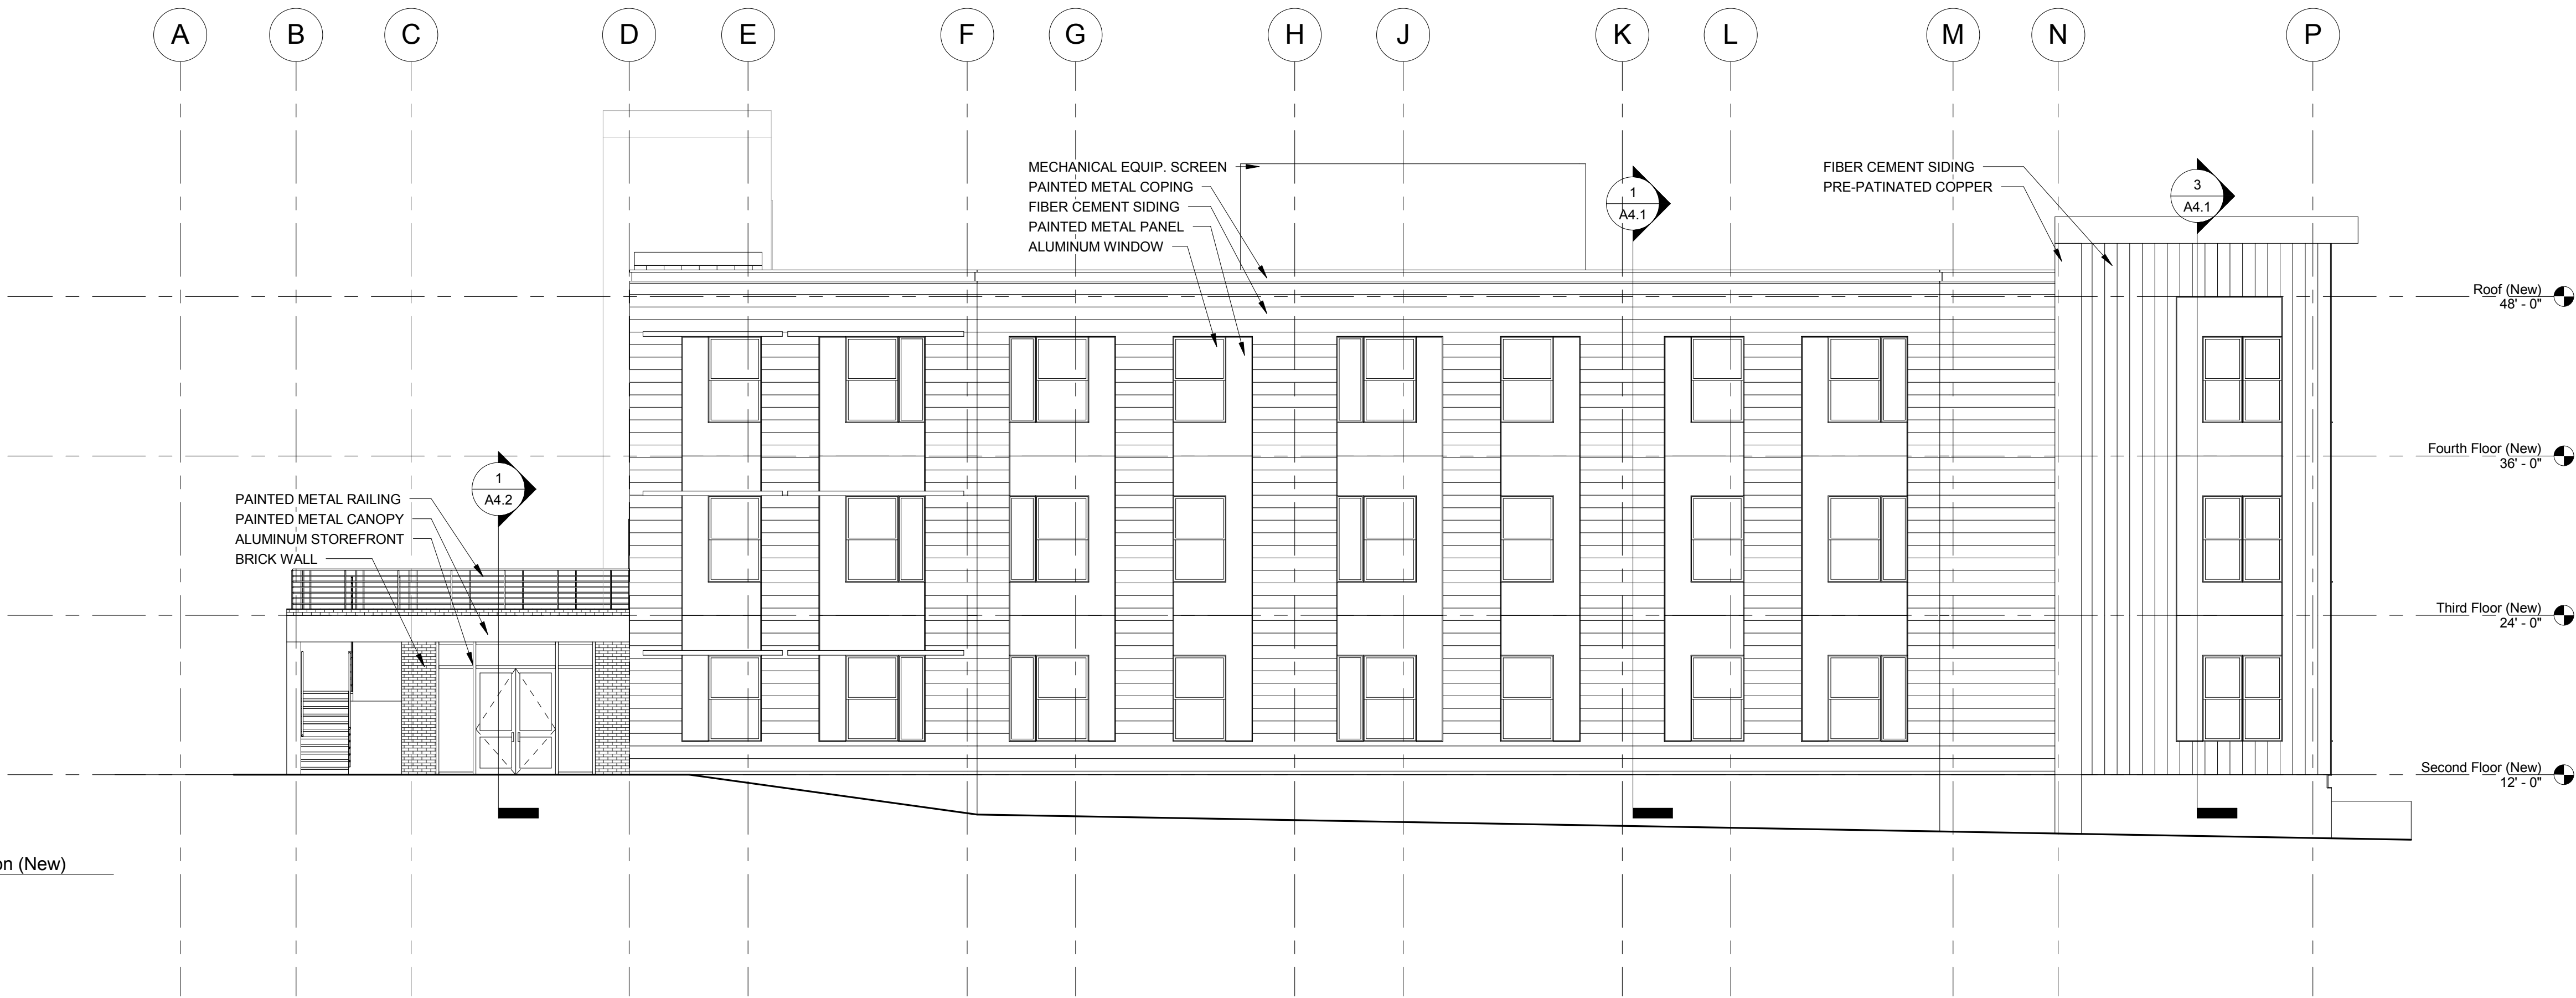 A
B
C
D
E
F
G
H
J
K
L
M
N
P
MECHANICAL EQUIP. SCREEN
PAINTED METAL COPING
FIBER CEMENT SIDING
PAINTED METAL PANEL
ALUMINUM WINDOW
1
A4.1
FIBER CEMENT SIDING
PRE-PATINATED COPPER
3
A4.1
Roof (New)
48' - 0"
Fourth Floor (New)
36' - 0"
1
A4.2
PAINTED METAL RAILING
PAINTED METAL CANOPY
ALUMINUM STOREFRONT
BRICK WALL
Third Floor (New)
24' - 0"
Second Floor (New)
12' - 0"
on (New)